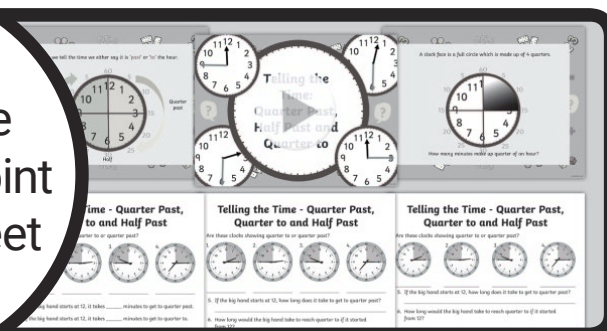 we tell the time we either say it is 'past' or 'to' the hour.
Quarter
past
Half
Telling the
Time:
Quarter Past,
Half Past and
Quarter to
A clock face is a full circle which is made up of 4 quarters.
How many minutes make up quarter of an hour?
int
eet
Time - Quarter Past,
to and Half Past
quarter to or quarter past?
big hand starts at 12, it takes ______ minutes to get to quarter past.
the big hand starts at 12, it takes ______ minutes to get to quarter to.
Telling the Time - Quarter Past,
Quarter to and Half Past
Are these clocks showing quarter to or quarter past?
5. If the big hand starts at 12, how long does it take to get to quarter past?
6. How long would the big hand take to reach quarter to if it started
from 12?
Telling the Time - Quarter Past,
Quarter to and Half Past
Are these clocks showing quarter to or quarter past?
5. If the big hand starts at 12, how long does it take to get to quarter past?
6. How long would the big hand take to reach quarter to if it started
from 12?